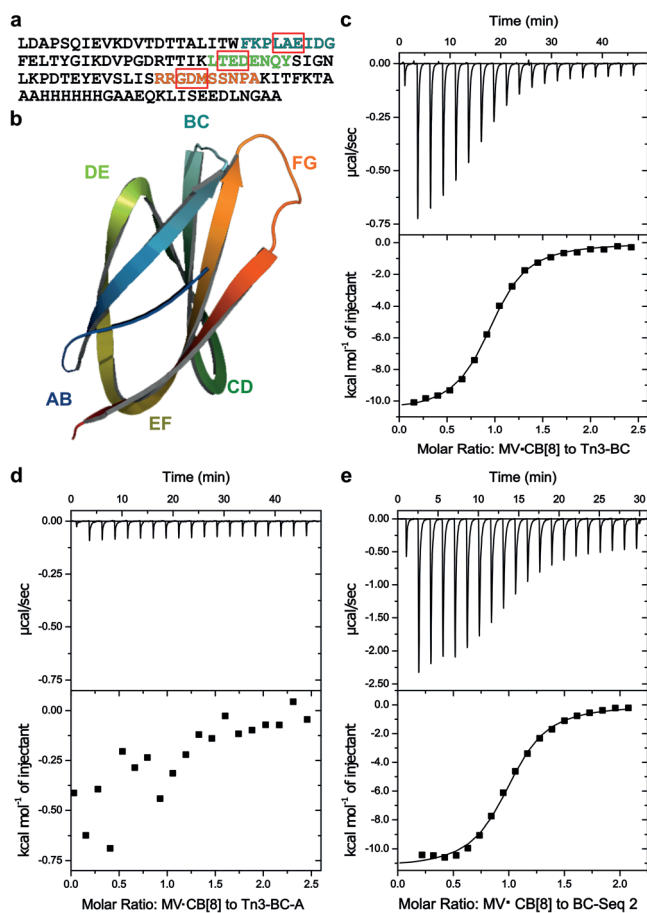 a
LDAPSQIEVKDVTDTTALITWFKPLAEIDG
FELTYGIKDVPGDRTTIKLTEDENQYSIGN
LKPDTEYEVSLISRRGDMSSNPAKITFKTA
AAHHHHHHGAAEQKLISEEDLNGAA
b
BC
DE
FG
AB
EF
CD
c
Time (min)
0 10 20 30 40
0.00
-0.25
-0.50
-0.75
µcal/sec
0.0
-2.0
-4.0
-6.0
-8.0
-10.0
kcal mol⁻¹ of injectant
0.0 0.5 1.0 1.5 2.0 2.5
Molar Ratio: MV•CB[8] to Tn3-BC
d
Time (min)
0 10 20 30 40
0.00
-0.25
-0.50
-0.75
µcal/sec
0.00
-0.25
-0.50
-0.75
kcal mol⁻¹ of injectant
0.0 0.5 1.0 1.5 2.0 2.5
Molar Ratio: MV·CB[8] to Tn3-BC-A
e
Time (min)
0 5 10 15 20 25 30
0.00
-0.50
-1.00
-1.50
-2.00
-2.50
µcal/sec
0.0
-2.0
-4.0
-6.0
-8.0
-10.0
kcal mol⁻¹ of injectant
0.0 0.5 1.0 1.5 2.0
Molar Ratio: MV• CB[8] to BC-Seq 2